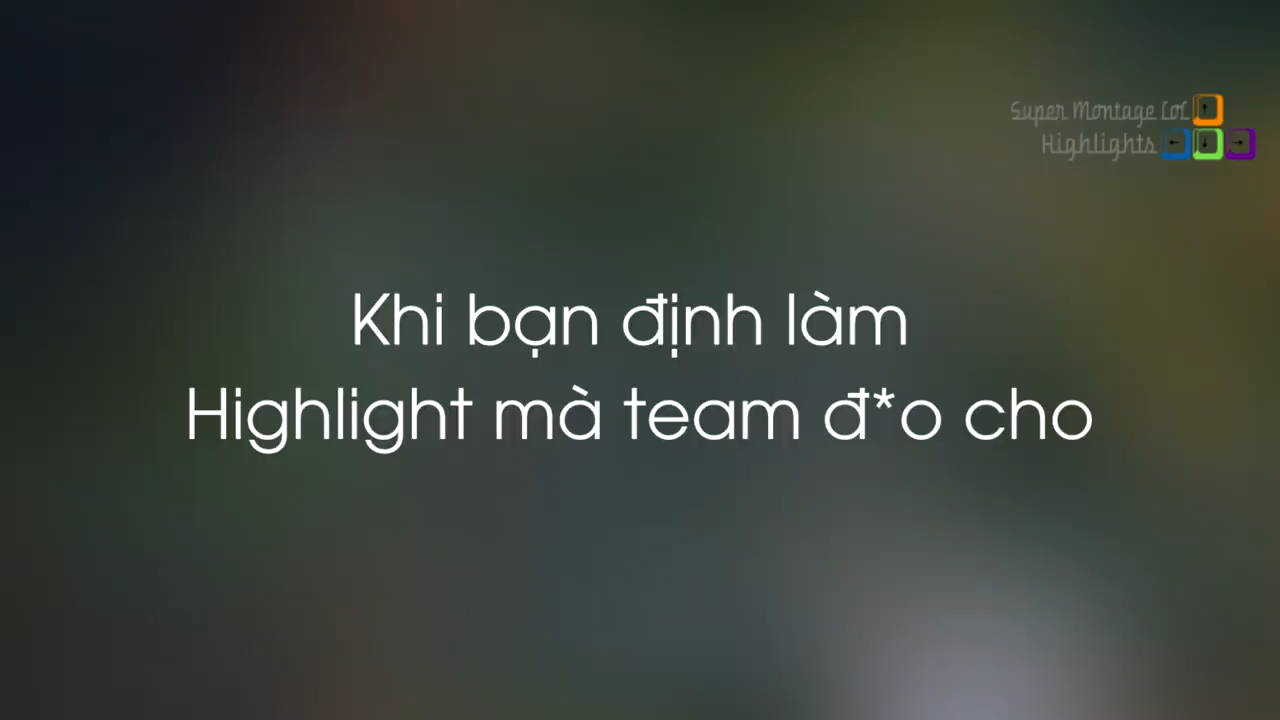 Super Montage LoL
Highlights
Khi bạn định làm
Highlight mà team đ*o cho